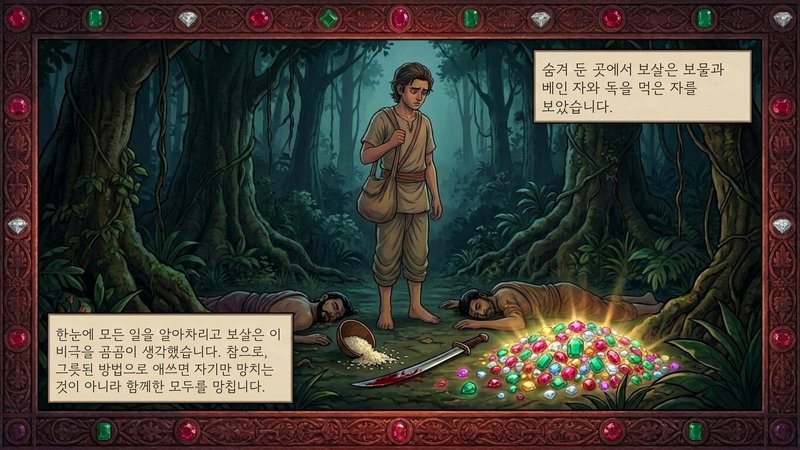 숨겨 둔 곳에서 보살은 보물과
베인 자와 독을 먹은 자를
보았습니다.
한눈에 모든 일을 알아차리고 보살은 이
비극을 곰곰이 생각했습니다. 참으로,
그릇된 방법으로 애쓰면 자기만 망치는
것이 아니라 함께한 모두를 망칩니다.